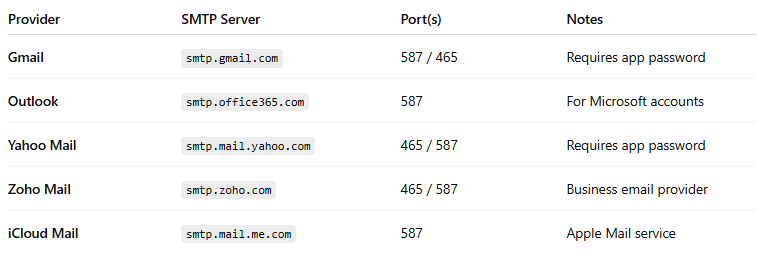 Provider SMTP Server Port(s) Notes
Gmail smtp.gmail.com 587 / 465 Requires app password
Outlook smtp.office365.com 587 For Microsoft accounts
Yahoo Mail smtp.mail.yahoo.com 465 / 587 Requires app password
Zoho Mail smtp.zoho.com 465 / 587 Business email provider
iCloud Mail smtp.mail.me.com 587 Apple Mail service